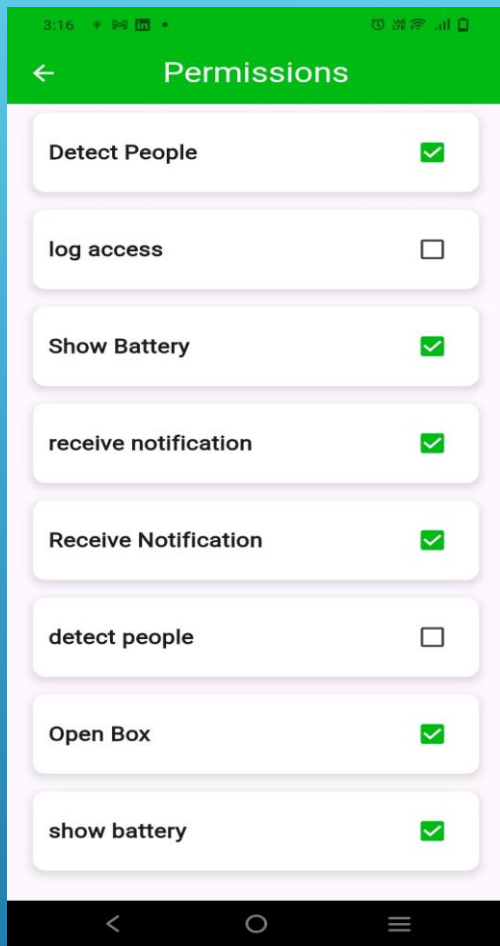 3:16
Permissions
Detect People
log access
Show Battery
receive notification
Receive Notification
detect people
Open Box
show battery